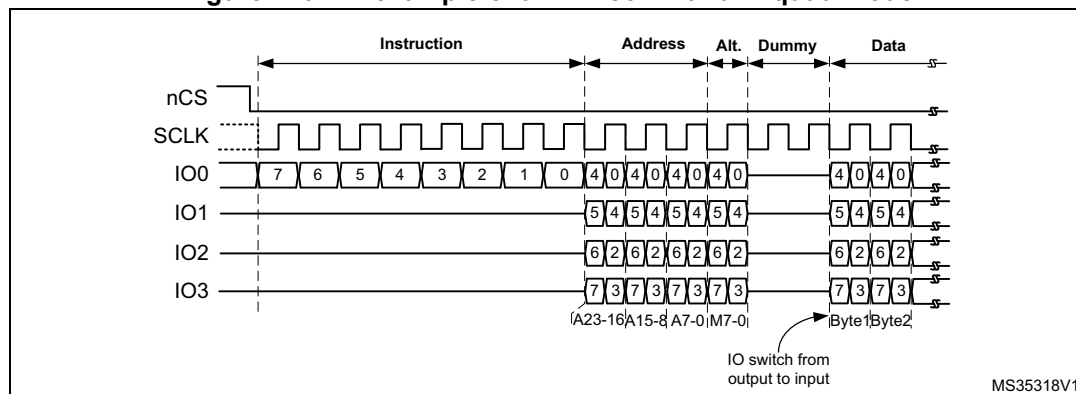 Instruction Address Alt. Dummy Data
nCS
SCLK
IO0 7 6 5 4 3 2 1 0 4 0 4 0 4 0 4 0 4 0 4 0
IO1 5 4 5 4 5 4 5 4 5 4 5 4
IO2 6 2 6 2 6 2 6 2 6 2 6 2
IO3 7 3 7 3 7 3 7 3 7 3 7 3
A23-16 A15-8 A7-0 M7-0 Byte1 Byte2
IO switch from
output to input
MS35318V1